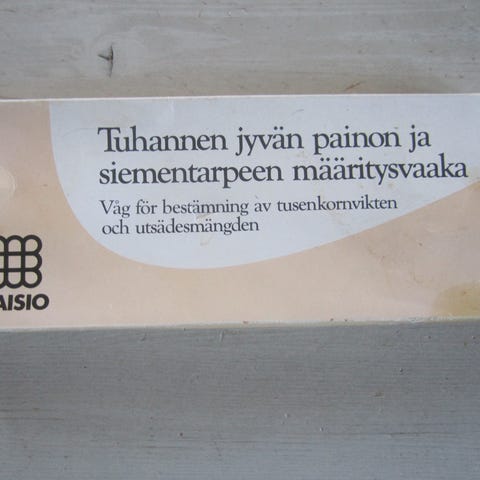 Tuhannen jyvän painon ja
siementarpeen määritysvaaka
Våg för bestämning av tusenkornvikten
och utsädesmängden
AISIO